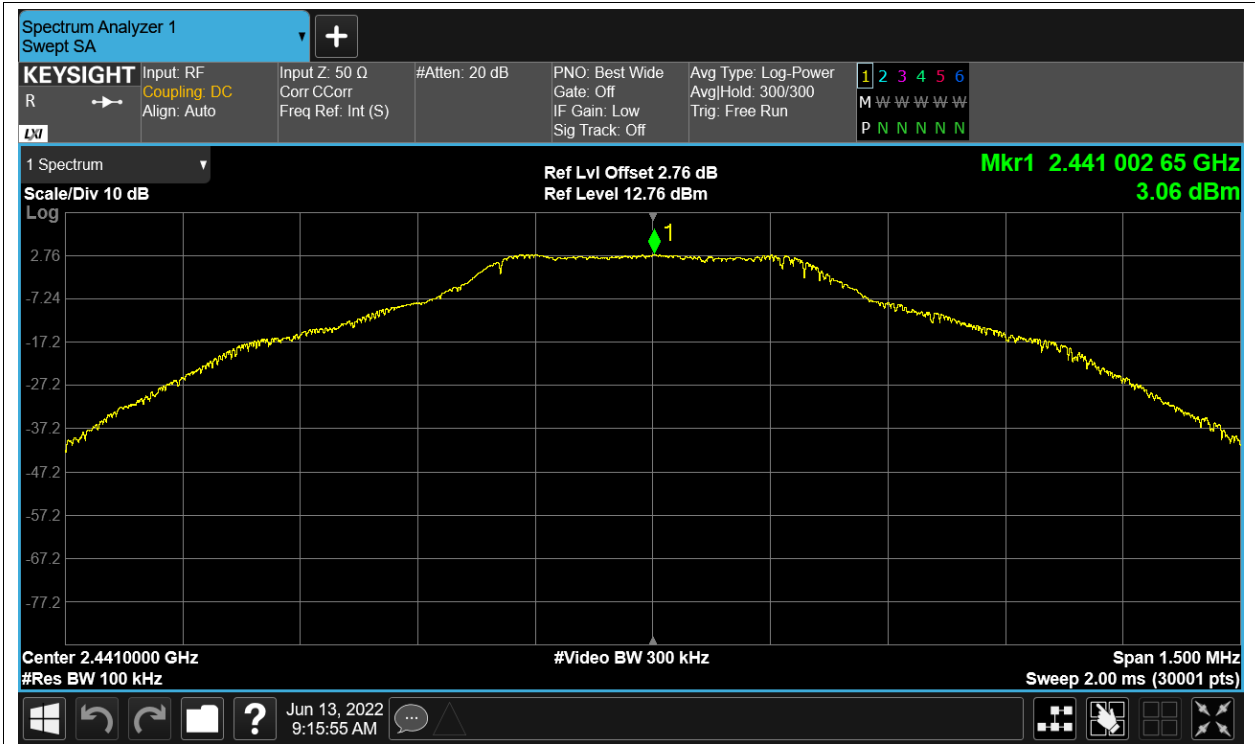 Spectrum Analyzer 1
Swept SA
KEYSIGHT
R
LXI
Input: RF
Coupling: DC
Align: Auto
Input Z: 50 Ω
Corr CCorr
Freq Ref: Int (S)
#Atten: 20 dB
PNO: Best Wide
Gate: Off
IF Gain: Low
Sig Track: Off
Avg Type: Log-Power
Avg|Hold: 300/300
Trig: Free Run
1 2 3 4 5 6
M W W W W W W
P N N N N N
1 Spectrum
Scale/Div 10 dB
Log
Ref Lvl Offset 2.76 dB
Ref Level 12.76 dBm
Mkr1 2.441 002 65 GHz
3.06 dBm
1
2.76
-7.24
-17.2
-27.2
-37.2
-47.2
-57.2
-67.2
-77.2
Center 2.4410000 GHz
#Video BW 300 kHz
Span 1.500 MHz
#Res BW 100 kHz
Sweep 2.00 ms (30001 pts)
?
Jun 13, 2022
9:15:55 AM